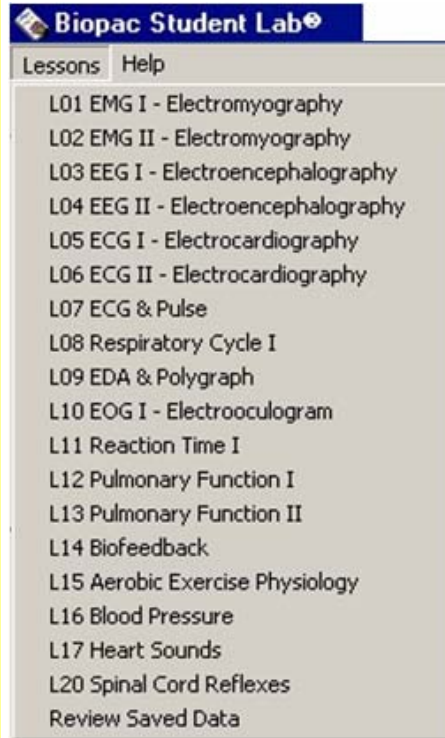 Biopac Student Lab®
Lessons Help
L01 EMG I - Electromyography
L02 EMG II - Electromyography
L03 EEG I - Electroencephalography
L04 EEG II - Electroencephalography
L05 ECG I - Electrocardiography
L06 ECG II - Electrocardiography
L07 ECG & Pulse
L08 Respiratory Cycle I
L09 EDA & Polygraph
L10 EOG I - Electrooculogram
L11 Reaction Time I
L12 Pulmonary Function I
L13 Pulmonary Function II
L14 Biofeedback
L15 Aerobic Exercise Physiology
L16 Blood Pressure
L17 Heart Sounds
L20 Spinal Cord Reflexes
Review Saved Data